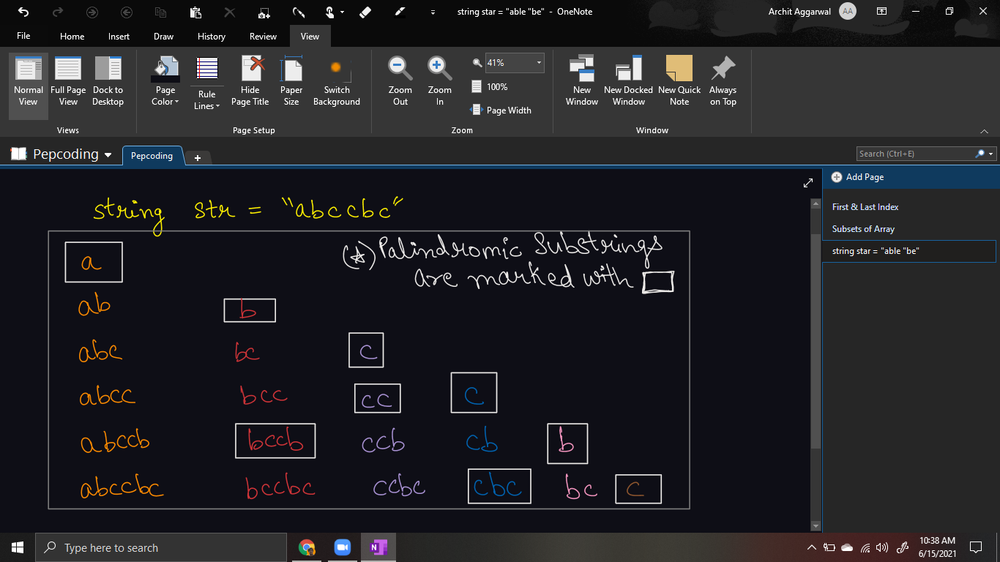 string star = "able "be" - OneNote
Archit Aggarwal AA
File Home Insert Draw History Review View
Normal View
Full Page View
Dock to Desktop
Views
Page Color
Rule Lines
Hide Page Title
Paper Size
Switch Background
Page Setup
Zoom Out
Zoom In
41%
100%
Page Width
Zoom
New Window
New Docked Window
New Quick Note
Always on Top
Window
Pepcoding
Pepcoding
Search (Ctrl+E)
Add Page
First & Last Index
Subsets of Array
string star = "able "be"
string str = "abccbc"
(*) Palindromic Substrings
are marked with
a
ab b
abc bc c
abcc bcc cc c
abccb bccb ccb cb b
abccbc bccbc ccbc cbc bc c
Type here to search
N
10:38 AM
6/15/2021